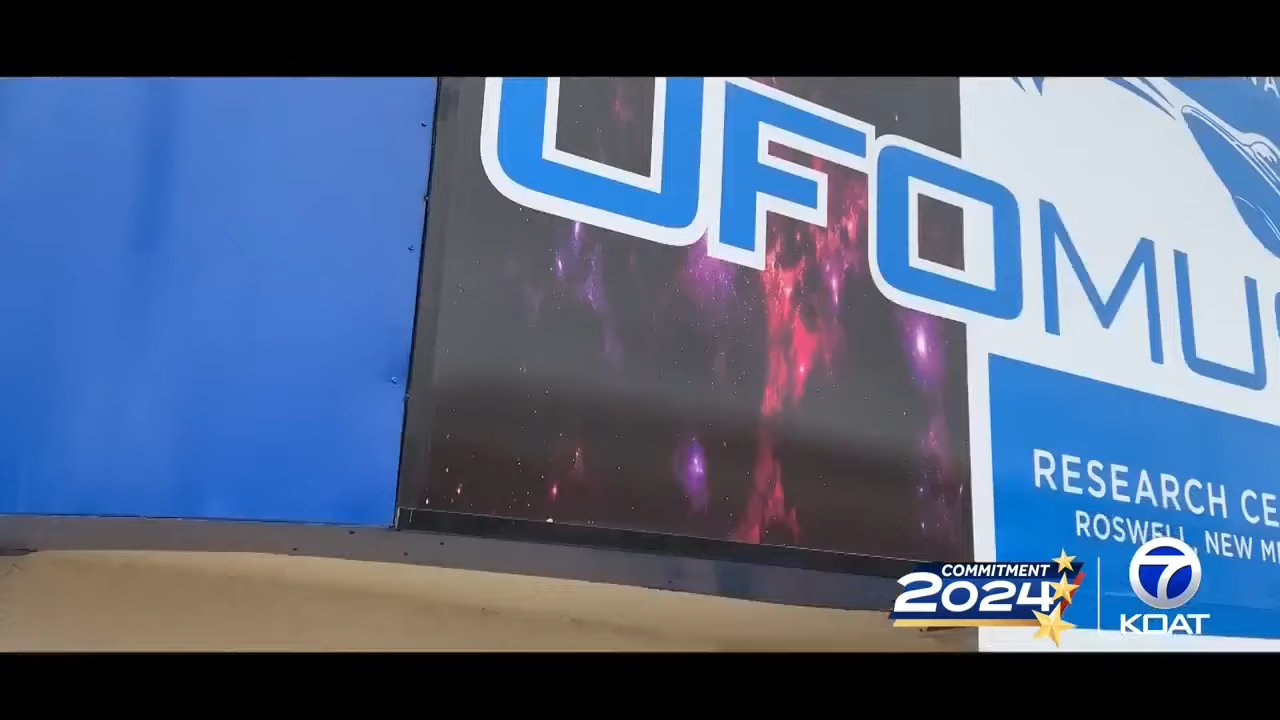 UFOMU
RESEARCH CE
ROSWELL, NEW M
COMMITMENT
2024
7
KOAT